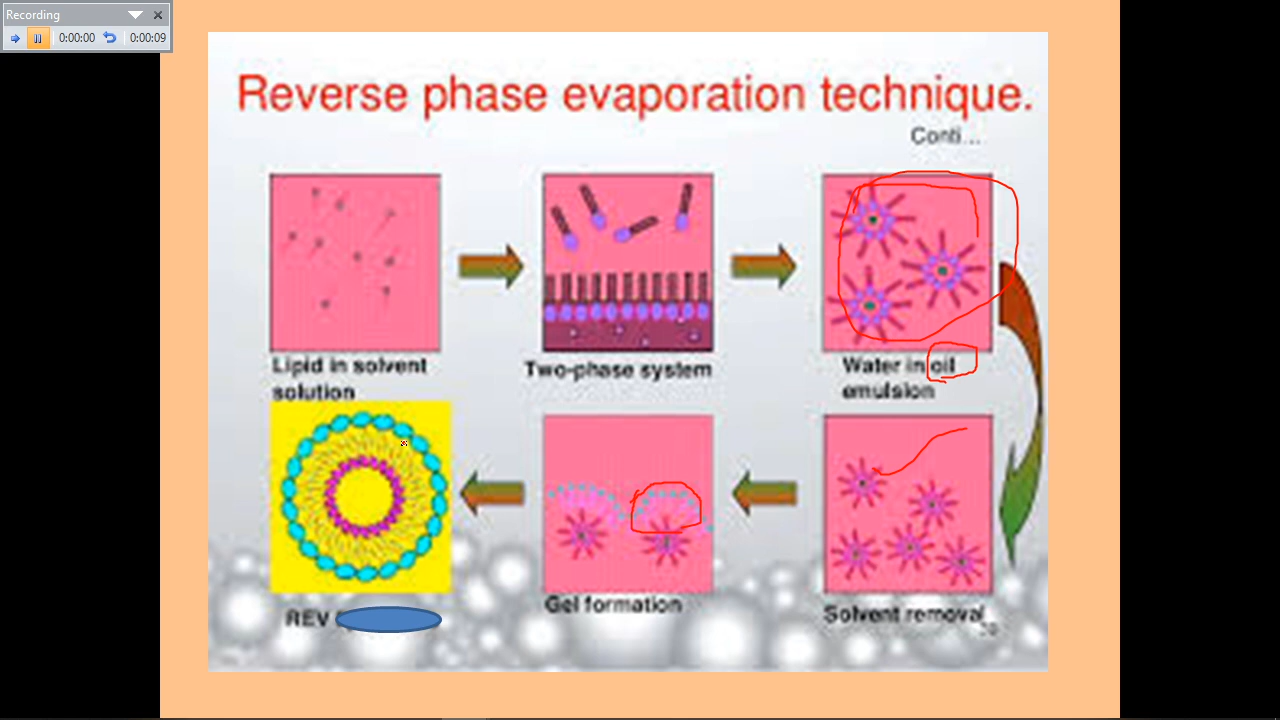 Recording
0:00:00 0:00:09
Reverse phase evaporation technique.
Conti...
Lipid in solvent
solution
Two-phase system
Water in oil
emulsion
REV
Gel formation
Solvent removal